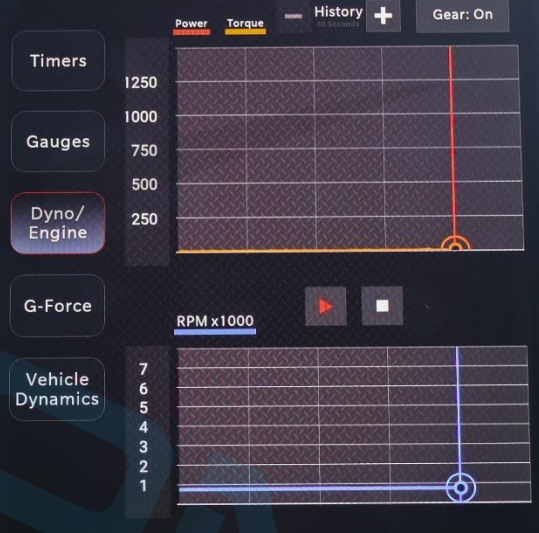 Power
Torque
History
30 Seconds
Gear: On
Timers
Gauges
Dyno/
Engine
G-Force
Vehicle
Dynamics
1250
1000
750
500
250
RPM x1000
7
6
5
4
3
2
1